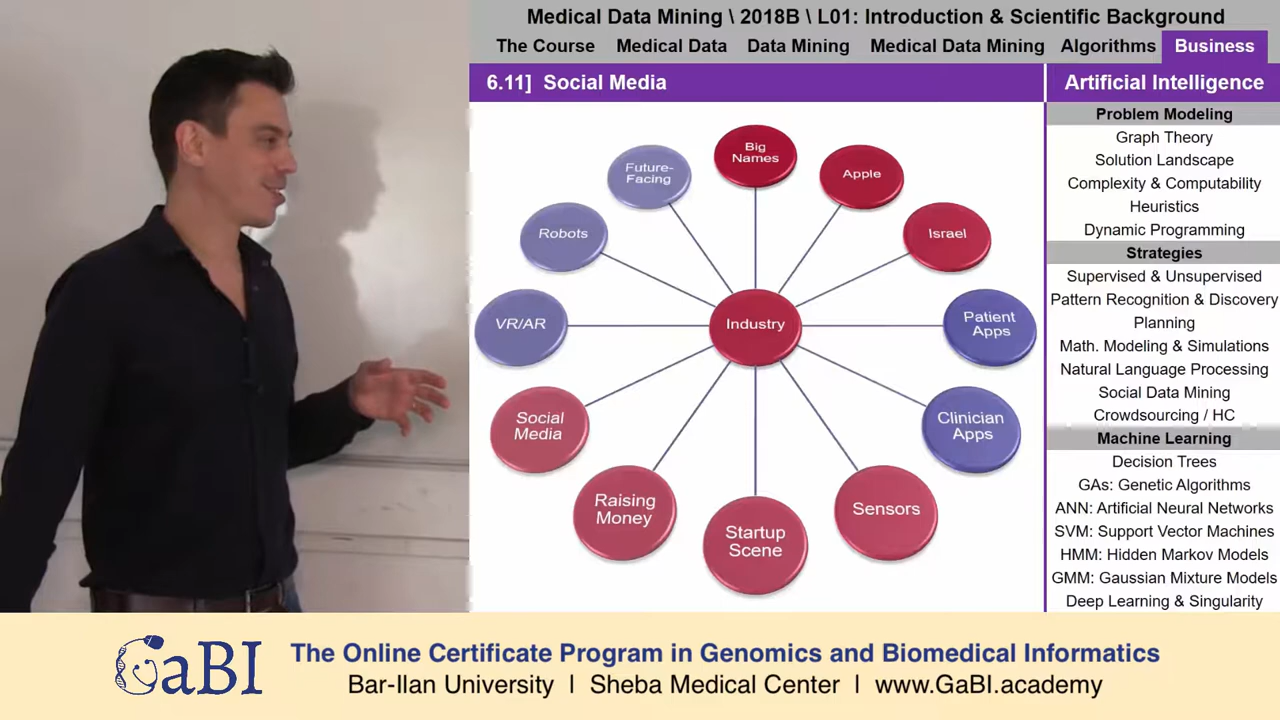 Medical Data Mining \ 2018B \ L01: Introduction & Scientific Background
The Course Medical Data Data Mining Medical Data Mining Algorithms Business
6.11] Social Media
Big
Names
Apple
Israel
Patient
Apps
Clinician
Apps
Sensors
Startup
Scene
Raising
Money
Social
Media
VR/AR
Robots
Future-
Facing
Industry
Artificial Intelligence
Problem Modeling
Graph Theory
Solution Landscape
Complexity & Computability
Heuristics
Dynamic Programming
Strategies
Supervised & Unsupervised
Pattern Recognition & Discovery
Planning
Math. Modeling & Simulations
Natural Language Processing
Social Data Mining
Crowdsourcing / HC
Machine Learning
Decision Trees
GAs: Genetic Algorithms
ANN: Artificial Neural Networks
SVM: Support Vector Machines
HMM: Hidden Markov Models
GMM: Gaussian Mixture Models
Deep Learning & Singularity
GaBI
The Online Certificate Program in Genomics and Biomedical Informatics
Bar-Ilan University | Sheba Medical Center | www.GaBI.academy